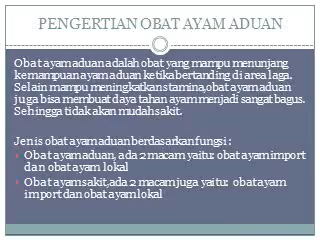 PENGERTIAN OBAT AYAM ADUAN
Obat ayam aduan adalah obat yang mampu menunjang
kemampuan ayam aduan ketika bertanding di area laga.
Selain mampu meningkatkan stamina,obat ayam aduan
juga bisa membuat daya tahan ayam menjadi sangat bagus.
Sehingga tidak akan mudah sakit.
Jenis obat ayam aduan berdasarkan fungsi :
• Obat ayam aduan, ada 2 macam yaitu: obat ayam import
dan obat ayam lokal
• Obat ayam sakit,ada 2 macam juga yaitu: obat ayam
import dan obat ayam lokal